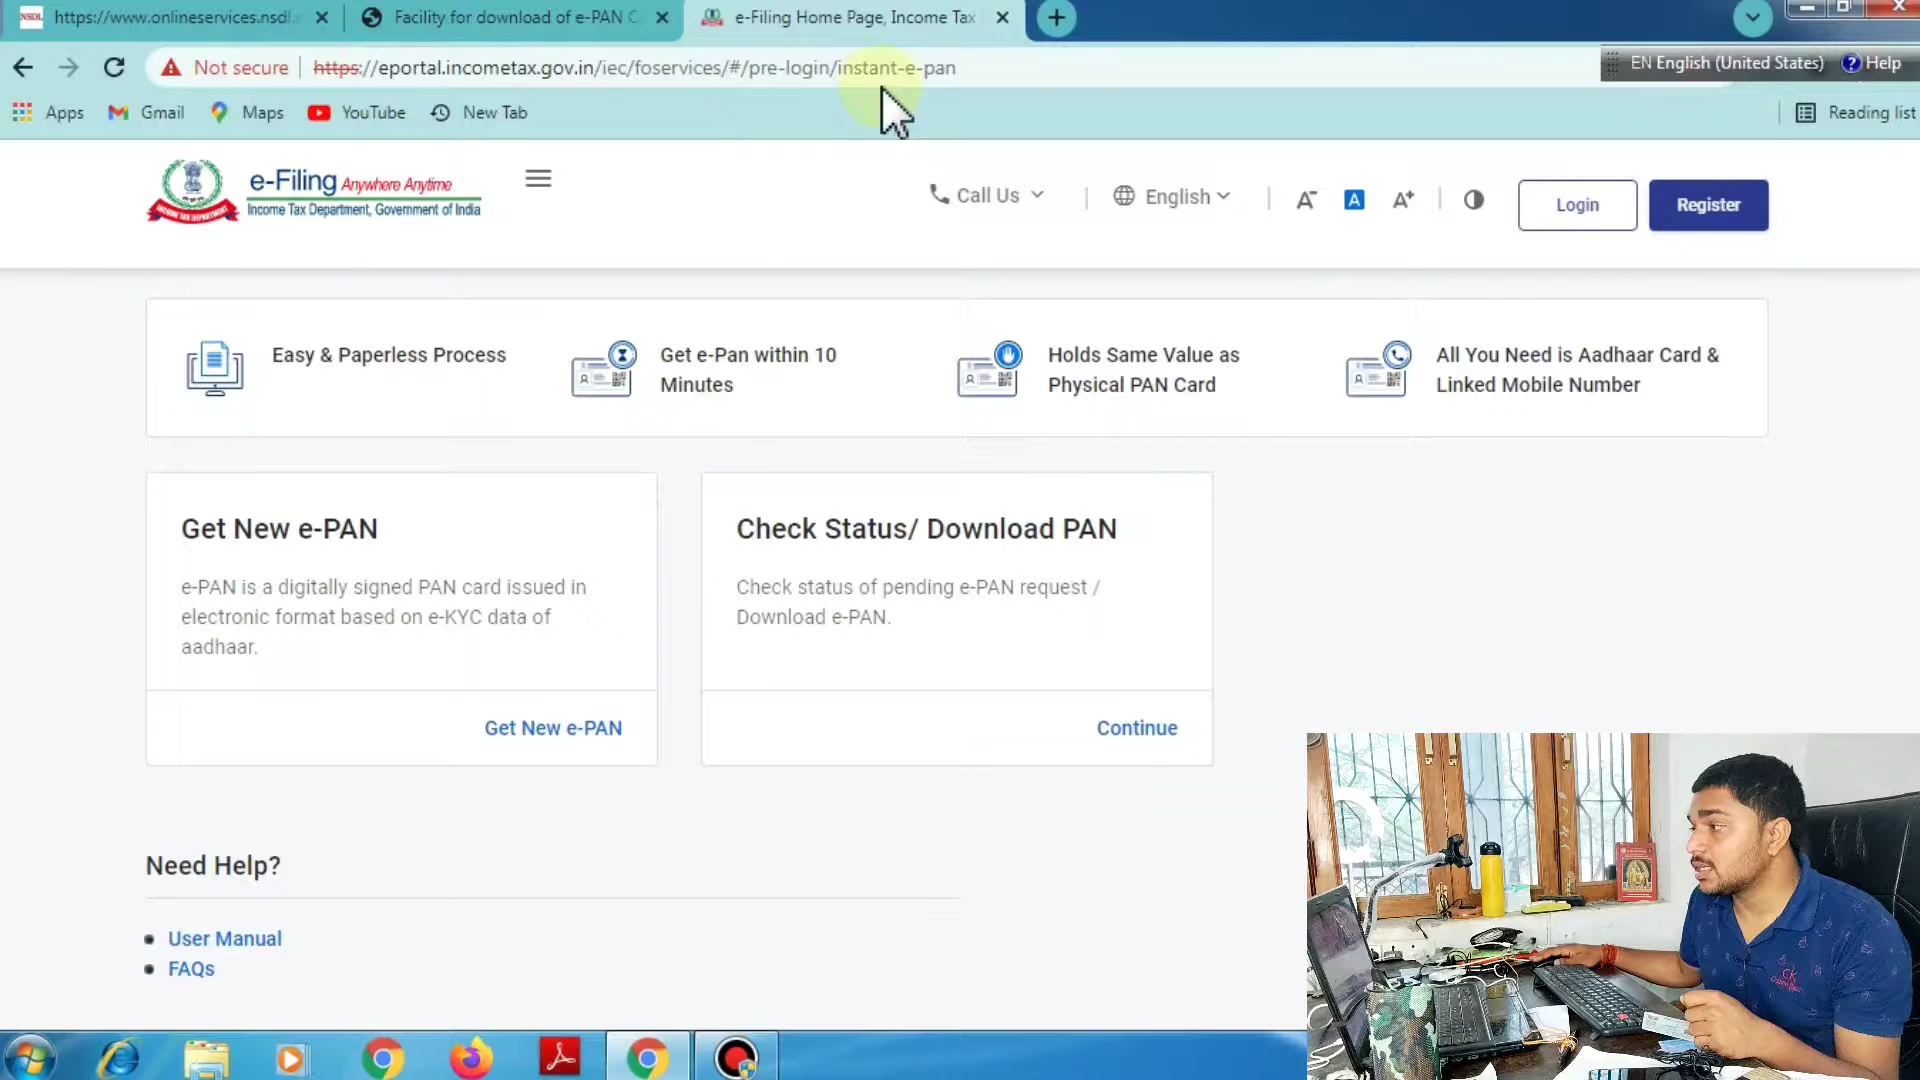 NSDL https://www.onlineservices.nsdl. Facility for download of e-PAN C e-Filing Home Page, Income Tax
Not secure https://eportal.incometax.gov.in/iec/foservices/#/pre-login/instant-e-pan
EN English (United States) Help
Apps Gmail Maps YouTube New Tab Reading list
e-Filing Anywhere Anytime
Income Tax Department, Government of India
INCOME TAX DEPARTMENT
Call Us English A- A A+ Login Register
Easy & Paperless Process
Get e-Pan within 10
Minutes
Holds Same Value as
Physical PAN Card
All You Need is Aadhaar Card &
Linked Mobile Number
Get New e-PAN
e-PAN is a digitally signed PAN card issued in
electronic format based on e-KYC data of
aadhaar.
Get New e-PAN
Check Status/ Download PAN
Check status of pending e-PAN request /
Download e-PAN.
Continue
Need Help?
User Manual
FAQs